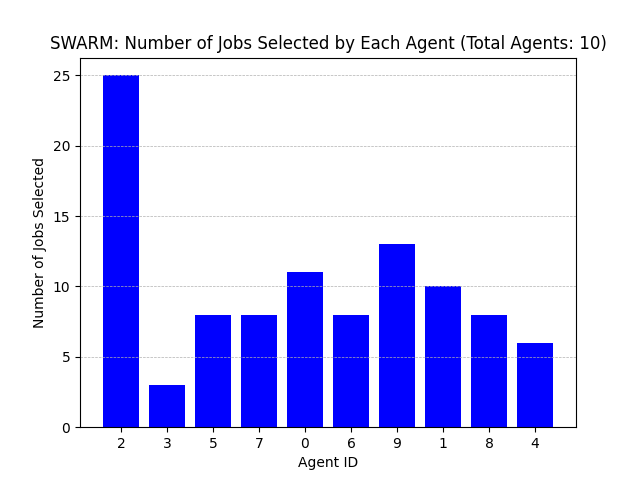 SWARM: Number of Jobs Selected by Each Agent (Total Agents: 10)
25
20
15
10
5
0
Number of Jobs Selected
2 3 5 7 0 6 9 1 8 4
Agent ID